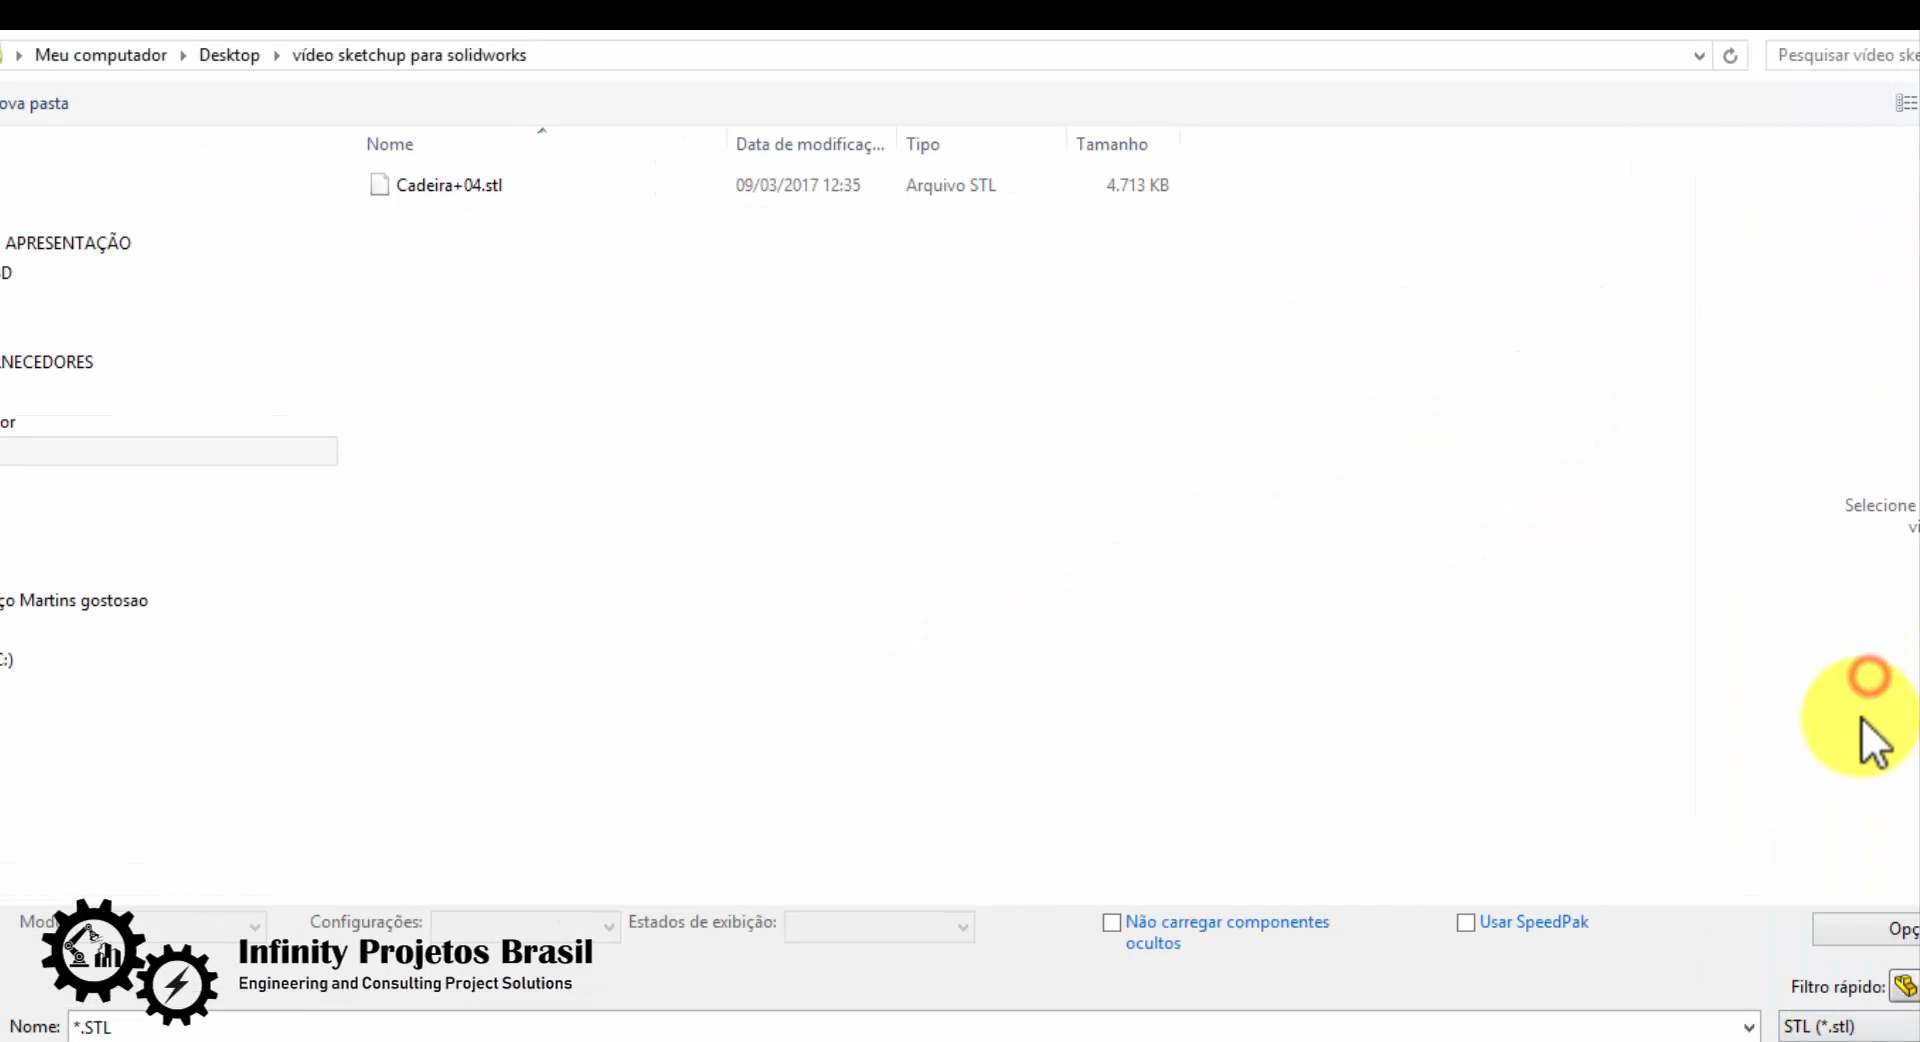 Meu computador Desktop vídeo sketchup para solidworks
Pesquisar vídeo ske
ova pasta
Nome Data de modificaç... Tipo Tamanho
Cadeira+04.stl 09/03/2017 12:35 Arquivo STL 4.713 KB
APRESENTAÇÃO
D
NECEDORES
or
Selecione
vi
ço Martins gostosao
C:)
Mod
Configurações:
Estados de exibição:
Não carregar componentes
ocultos
Usar SpeedPak
Opç
Infinity Projetos Brasil
Engineering and Consulting Project Solutions
Filtro rápido:
Nome: *.STL
STL (*.stl)